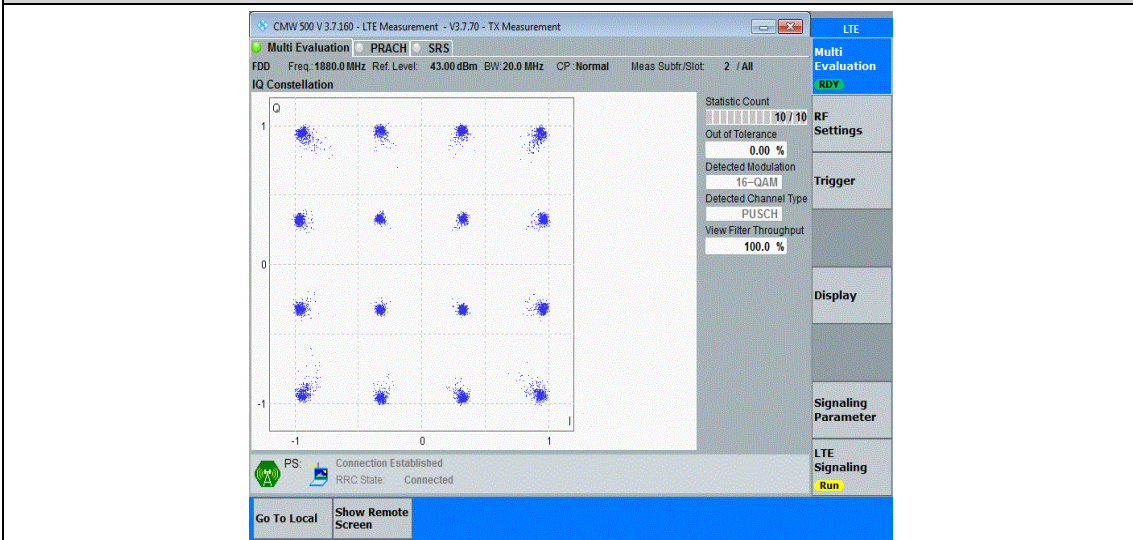 CMW 500 V 3.7.160 - LTE Measurement - V3.7.70 - TX Measurement
LTE
Multi Evaluation PRACH SRS
Multi
Evaluation
RDY
FDD Freq.:1880.0 MHz Ref. Level: 43.00 dBm BW:20.0 MHz CP :Normal Meas Subfr./Slot: 2 / All
IQ Constellation
Q
1
0
-1
I
-1 0 1
Statistic Count
10 / 10
Out of Tolerance
0.00 %
Detected Modulation
16-QAM
Detected Channel Type
PUSCH
View Filter Throughput
100.0 %
RF
Settings
Trigger
Display
Signaling
Parameter
LTE
Signaling
Run
PS: Connection Established
RRC State: Connected
Go To Local
Show Remote
Screen